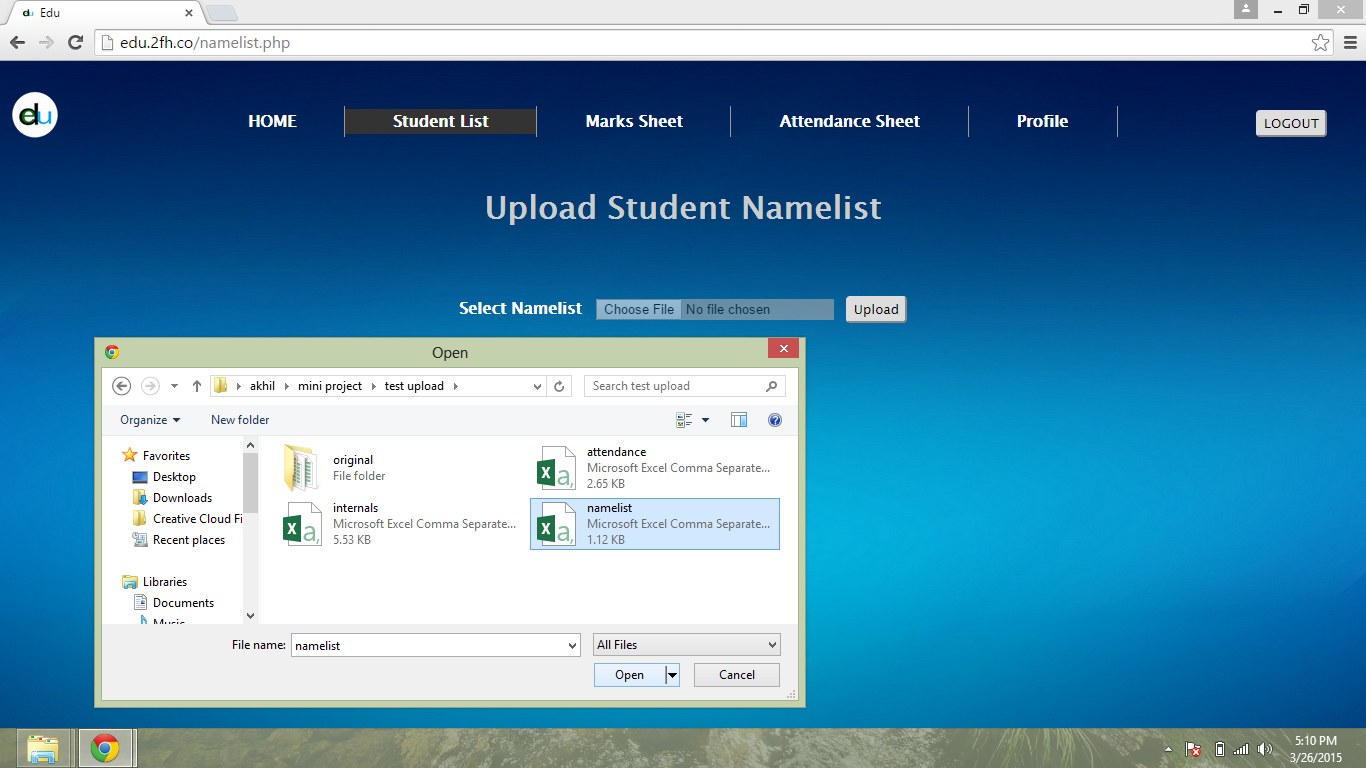 Edu
edu.2fh.co/namelist.php
edu
HOME
Student List
Marks Sheet
Attendance Sheet
Profile
LOGOUT
Upload Student Namelist
Select Namelist
Choose File No file chosen
Upload
Open
akhil
mini project
test upload
Search test upload
Organize
New folder
Favorites
Desktop
Downloads
Creative Cloud Fi
Recent places
Libraries
Documents
Music
original
File folder
attendance
Microsoft Excel Comma Separate...
2.65 KB
internals
Microsoft Excel Comma Separate...
5.53 KB
namelist
Microsoft Excel Comma Separate...
1.12 KB
File name: namelist
All Files
Open
Cancel
5:10 PM
3/26/2015